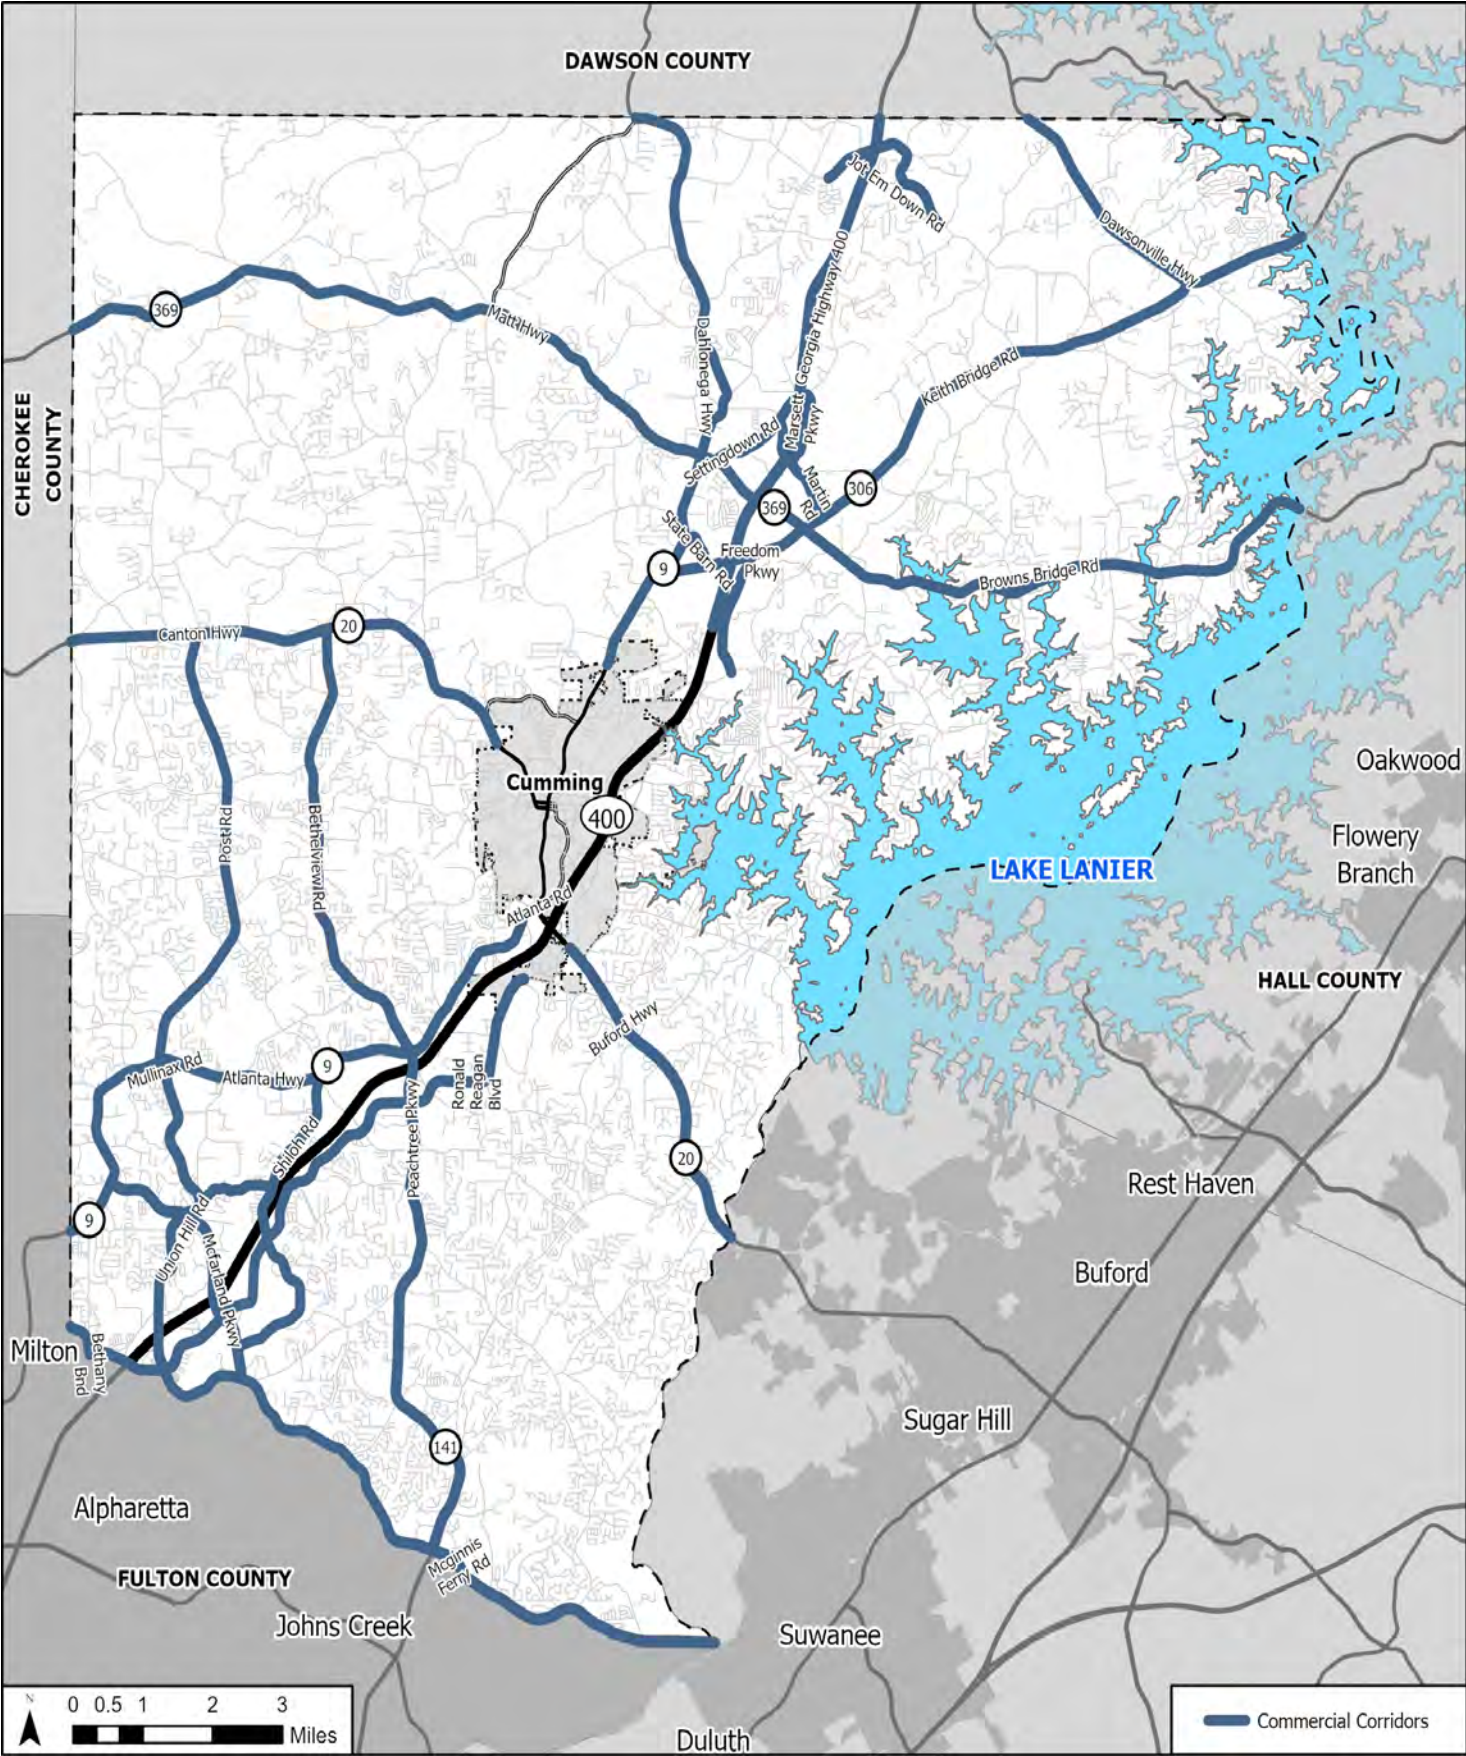 DAWSON COUNTY
Jot Em Down Rd
Dawsonville Hwy
369
Matt Hwy
Dahlonega Hwy
Georgia Highway 400
Keith Bridge Rd
CHEROKEE
COUNTY
Marsett
Pkwy
Settingdown Rd
Martin
Rd
306
369
State Barn Rd
Freedom
Pkwy
9
Browns Bridge Rd
Canton Hwy
20
Oakwood
Cumming
400
Post Rd
Bethelview Rd
Flowery
Branch
LAKE LANIER
Atlanta Rd
HALL COUNTY
Buford Hwy
Mullinax Rd
Atlanta Hwy
9
Ronald
Reagan
Blvd
Peachtree Pkwy
Shiloh Rd
20
Rest Haven
9
Union Hill Rd
Mcfarland Pkwy
Buford
Milton
Bethany
Bnd
Sugar Hill
141
Alpharetta
Mcginnis
Ferry Rd
FULTON COUNTY
Johns Creek
Suwanee
N
0 0.5 1 2 3
Miles
Commercial Corridors
Duluth